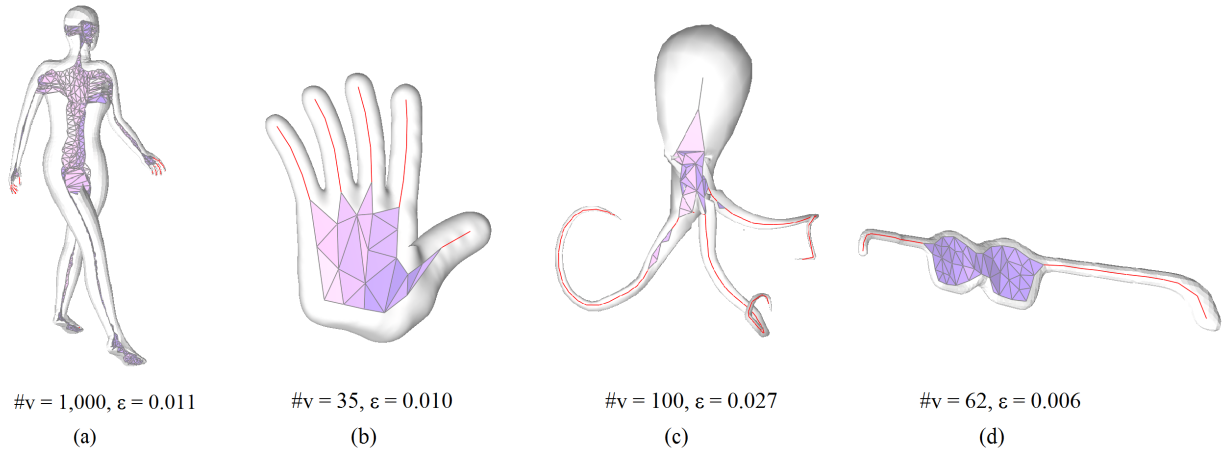 #v = 1,000, ε = 0.011
#v = 35, ε = 0.010
#v = 100, ε = 0.027
#v = 62, ε = 0.006
(a)
(b)
(c)
(d)